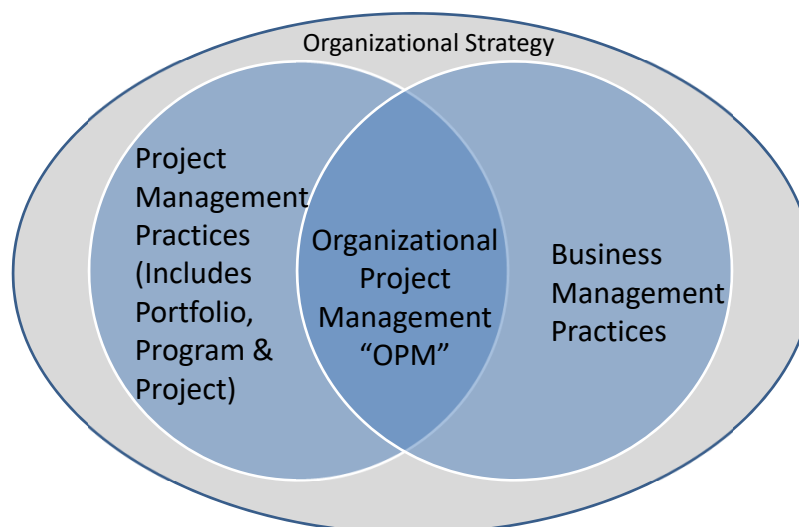 Organizational Strategy
Project
Management
Practices
(Includes
Portfolio,
Program &
Project)
Organizational
Project
Management
“OPM”
Business
Management
Practices